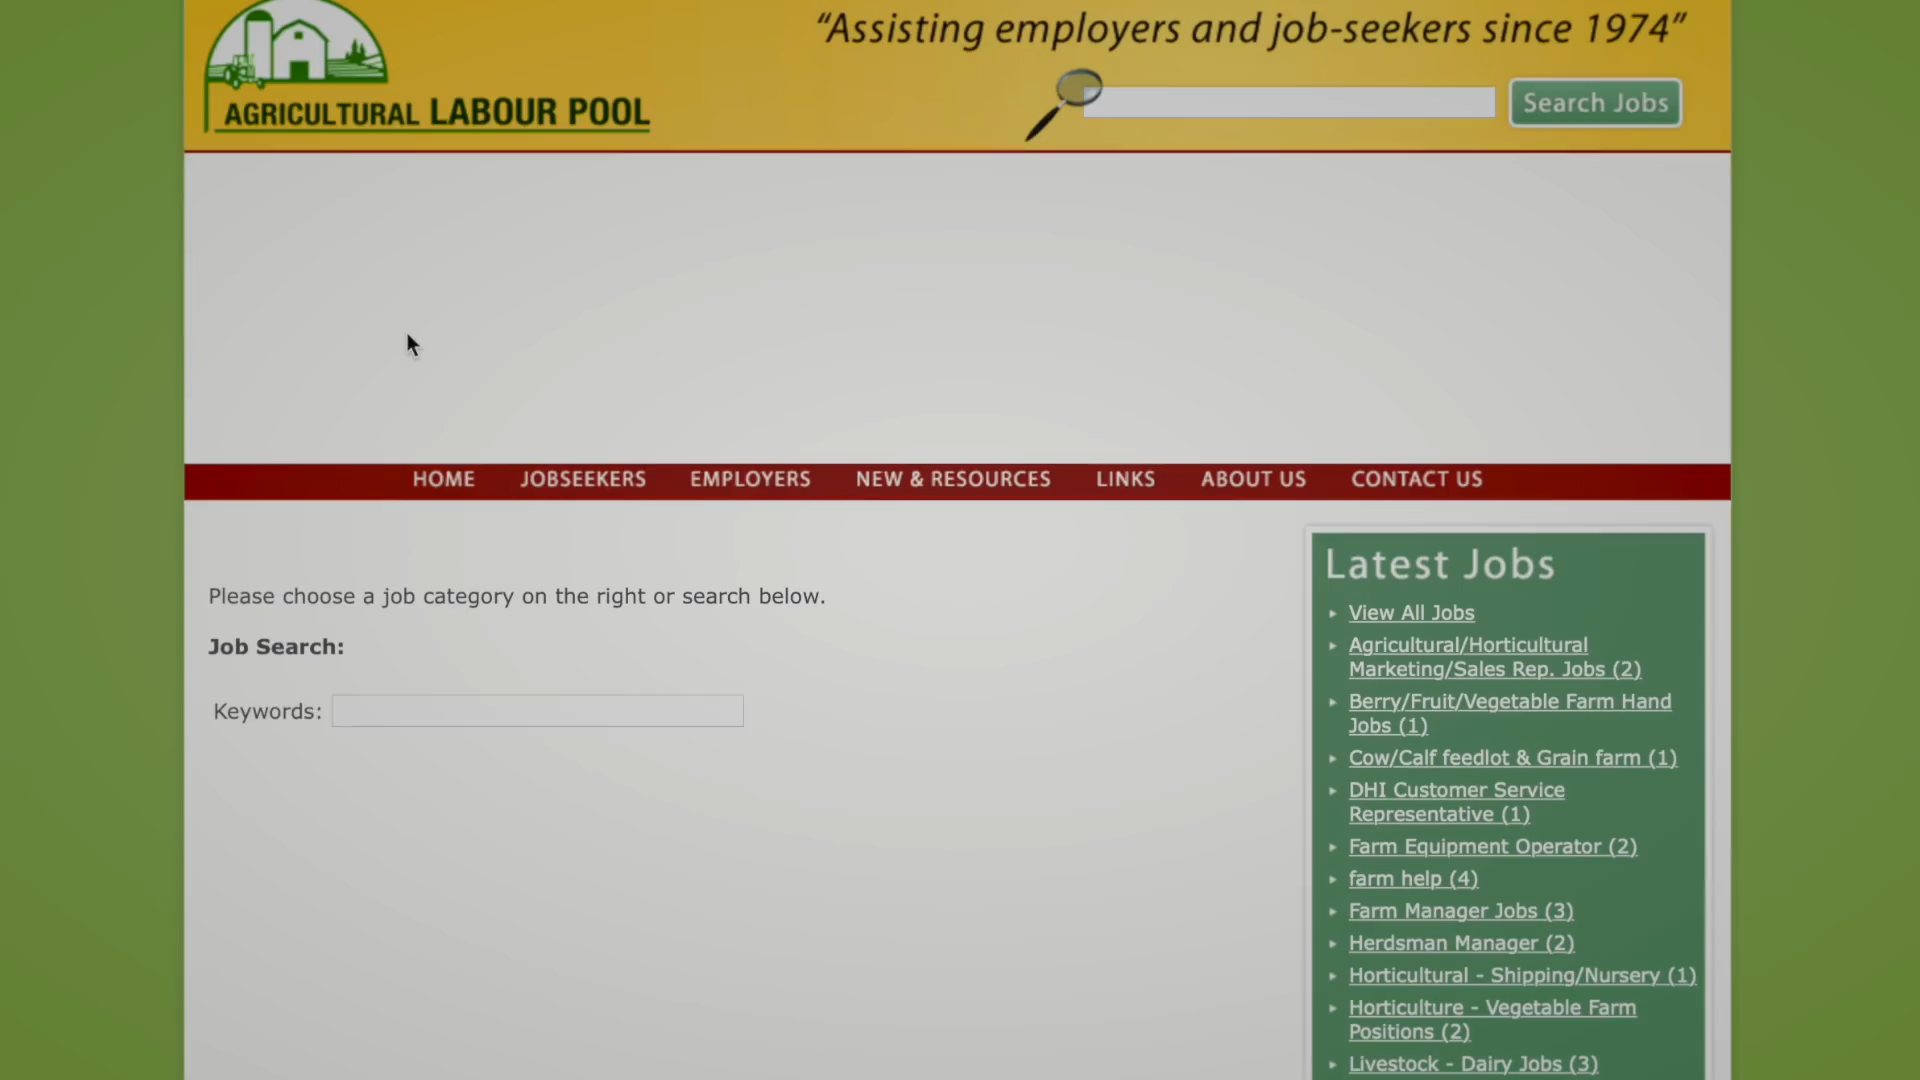 “Assisting employers and job-seekers since 1974”
AGRICULTURAL LABOUR POOL
Search Jobs
HOME JOBSEEKERS EMPLOYERS NEW & RESOURCES LINKS ABOUT US CONTACT US
Please choose a job category on the right or search below.
Job Search:
Keywords:
Latest Jobs
View All Jobs
Agricultural/Horticultural
Marketing/Sales Rep. Jobs (2)
Berry/Fruit/Vegetable Farm Hand
Jobs (1)
Cow/Calf feedlot & Grain farm (1)
DHI Customer Service
Representative (1)
Farm Equipment Operator (2)
farm help (4)
Farm Manager Jobs (3)
Herdsman Manager (2)
Horticultural - Shipping/Nursery (1)
Horticulture - Vegetable Farm
Positions (2)
Livestock - Dairy Jobs (3)